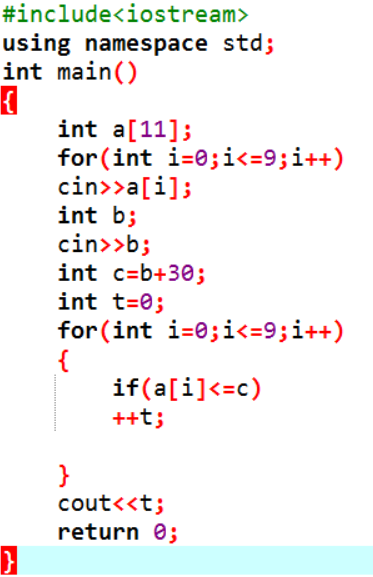 #include<iostream>
using namespace std;
int main()
{
    int a[11];
    for(int i=0;i<=9;i++)
    cin>>a[i];
    int b;
    cin>>b;
    int c=b+30;
    int t=0;
    for(int i=0;i<=9;i++)
    {
        if(a[i]<=c)
        ++t;
    }
    cout<<t;
    return 0;
}